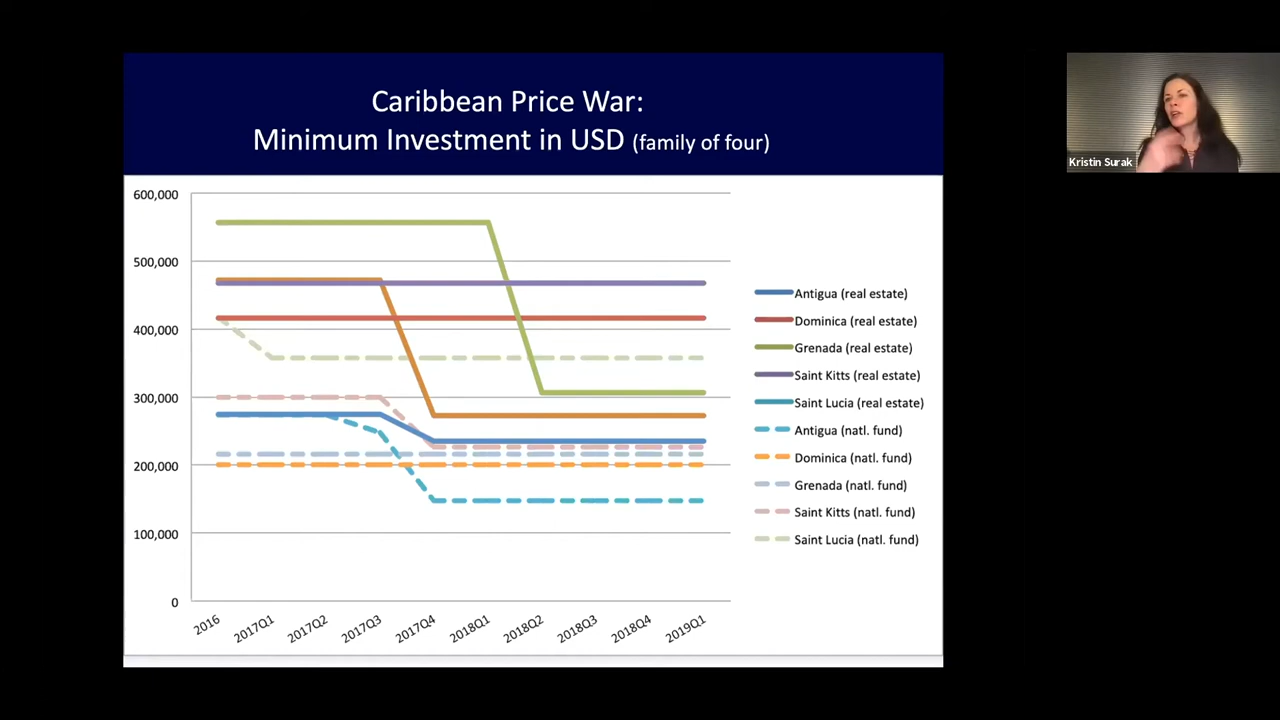 Caribbean Price War:
Minimum Investment in USD (family of four)
Kristin Surak
600,000
500,000
400,000
300,000
200,000
100,000
0
2016
2017Q1
2017Q2
2017Q3
2017Q4
2018Q1
2018Q2
2018Q3
2018Q4
2019Q1
Antigua (real estate)
Dominica (real estate)
Grenada (real estate)
Saint Kitts (real estate)
Saint Lucia (real estate)
Antigua (natl. fund)
Dominica (natl. fund)
Grenada (natl. fund)
Saint Kitts (natl. fund)
Saint Lucia (natl. fund)